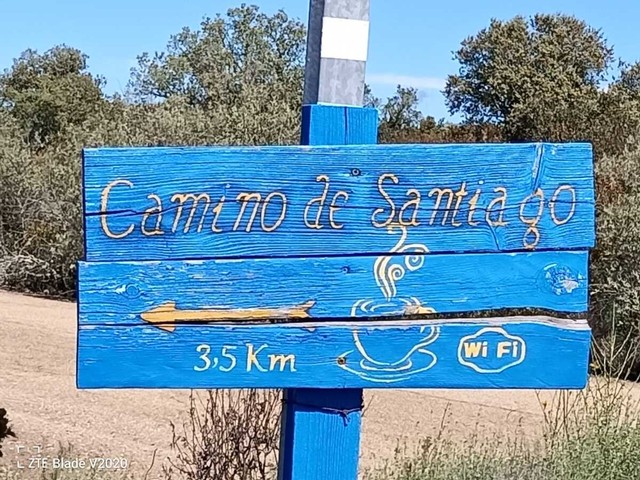 Camino de Santiago
3,5 Km
Wi Fi
ZTE Blade V2020